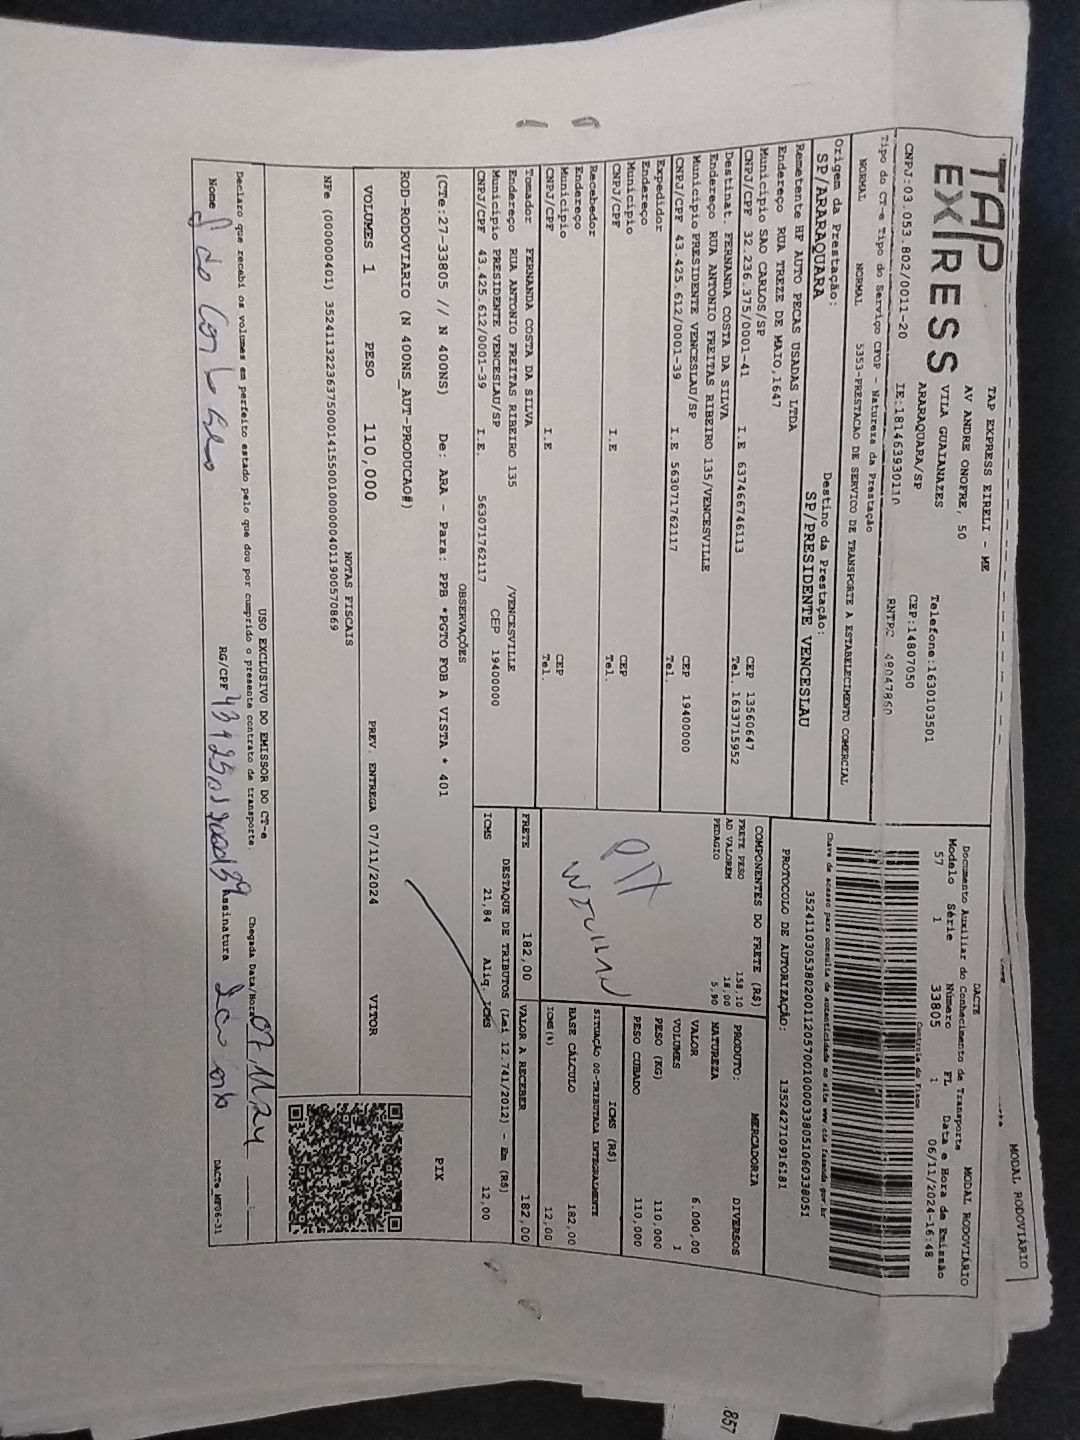 MODAL RODOVIÁRIO
TAP EXPRESS
TAP EXPRESS EIRELI - ME
AV ANDRE ONOFRE, 50
VILA GUAIANAZES
ARARAQUARA/SP
Telefone:1630103501
CEP:14807050
CNPJ:03.053.802/0011-20
IE:181463930110
RNTRC 49047860
DACTE
MODAL RODOVIÁRIO
Documento Auxiliar do Conhecimento de Transporte
Modelo Série Número FL Data e Hora de Emissão
57 1 33805 1 06/11/2024-16:48
Controle do Fisco
Chave de acesso para consulta de autenticidade no site www.cte.fazenda.gov.br
35241103053802001120570010000338051060338051
PROTOCOLO DE AUTORIZAÇÃO: 135242710916181
Tipo do CT-e Tipo do Serviço CFOP - Natureza da Prestação
NORMAL NORMAL 5353-PRESTACAO DE SERVICO DE TRANSPORTE A ESTABELECIMENTO COMERCIAL
Origem da Prestação: Destino da Prestação:
SP/ARARAQUARA SP/PRESIDENTE VENCESLAU
Remetente HF AUTO PECAS USADAS LTDA
Endereço RUA TREZE DE MAIO,1647
Município SAO CARLOS/SP CEP 13560647
CNPJ/CPF 32.236.375/0001-41 I.E 637466746113 Tel. 1633715952
Destinat. FERNANDA COSTA DA SILVA
Endereço RUA ANTONIO FREITAS RIBEIRO 135/VENCESVILLE
Município PRESIDENTE VENCESLAU/SP CEP 19400000
CNPJ/CPF 43.425.612/0001-39 I.E 563071762117 Tel.
Expedidor
Endereço
Município CEP
CNPJ/CPF I.E Tel.
Recebedor
Endereço
Município CEP
CNPJ/CPF I.E Tel.
Tomador FERNANDA COSTA DA SILVA
Endereço RUA ANTONIO FREITAS RIBEIRO 135 /VENCESVILLE
Município PRESIDENTE VENCESLAU/SP CEP 19400000
CNPJ/CPF 43.425.612/0001-39 I.E. 563071762117
COMPONENTES DO FRETE (R$)
FRETE PESO 158,10
AD VALOREM 18,00
PEDAGIO 5,90
MERCADORIA
PRODUTO: DIVERSOS
NATUREZA
VALOR 6.000,00
VOLUMES 1
PESO (KG) 110,000
PESO CUBADO 110,000
ICMS (R$)
SITUAÇÃO 00-TRIBUTADA INTEGRALMENTE
BASE CÁLCULO 182,00
ICMS(%) 12,00
FRETE 182,00
VALOR A RECEBER 182,00
DESTAQUE DE TRIBUTOS (Lei 12.741/2012) - Em (R$)
ICMS 21,84 Aliq. ICMS 12,00
OBSERVAÇÕES
(CTe:27-33805 // N 400NS) De: ARA - Para: PPB *PGTO FOB A VISTA * 401
ROD-RODOVIARIO (N 400NS_AUT-PRODUCAO#)
PIX
VOLUMES 1 PESO 110,000 PREV. ENTREGA 07/11/2024 VITOR
NOTAS FISCAIS
NFe (000000401) 35241132236375000141550010000004011900570869
USO EXCLUSIVO DO EMISSOR DO CT-e
Declaro que recebi os volumes em perfeito estado pelo que dou por cumprido o presente contrato de transporte.
Chegada Data/Hora 07.11.24
Nome
RG/CPF
Assinatura
DACTe_MF06-31
.857